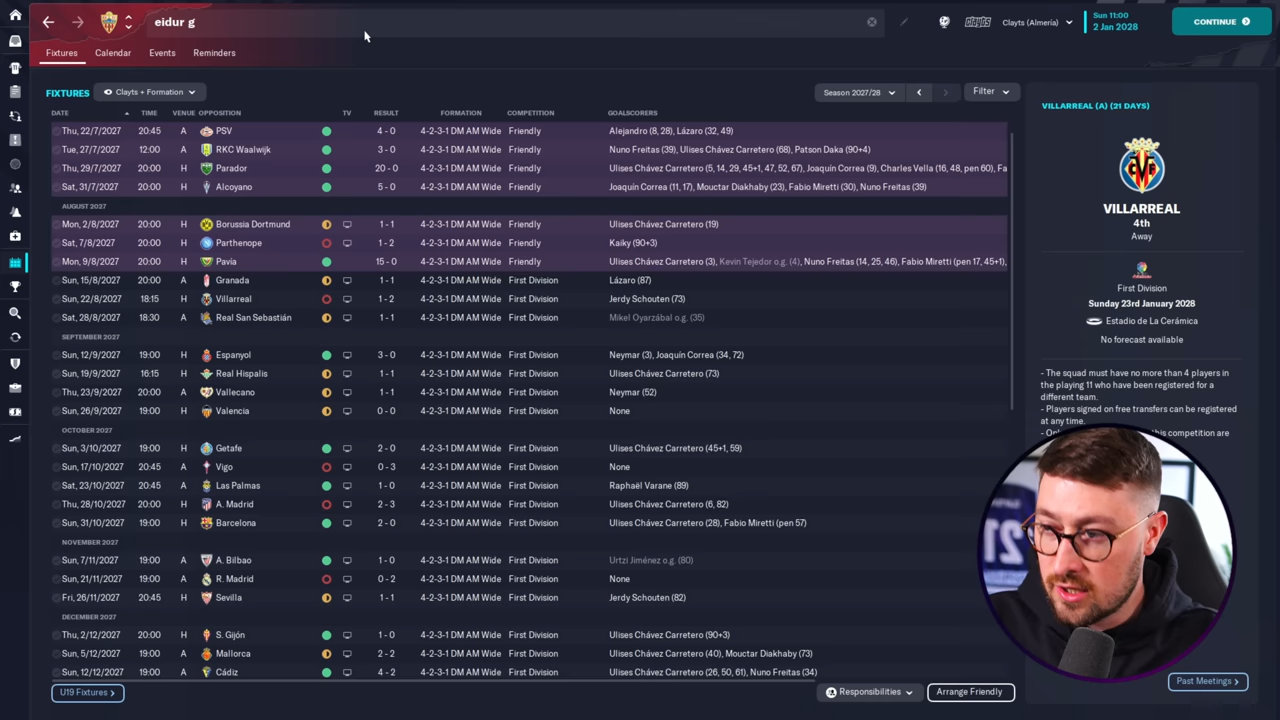 eidur g
Clayts (Almería)
Sun 11:00
2 Jan 2028
CONTINUE
Fixtures Calendar Events Reminders
FIXTURES Clayts + Formation
Season 2027/28 Filter
DATE TIME VENUE OPPOSITION TV RESULT FORMATION COMPETITION GOALSCORERS
Thu, 22/7/2027 20:45 A PSV 4 - 0 4-2-3-1 DM AM Wide Friendly Alejandro (8, 28), Lázaro (32, 49)
Tue, 27/7/2027 12:00 A RKC Waalwijk 3 - 0 4-2-3-1 DM AM Wide Friendly Nuno Freitas (39), Ulises Chávez Carretero (68), Patson Daka (90+4)
Thu, 29/7/2027 20:00 H Parador 20 - 0 4-2-3-1 DM AM Wide Friendly Ulises Chávez Carretero (5, 14, 29, 45+1, 47, 52, 67), Joaquín Correa (9), Charles Vella (16, 48, pen 60), Fa
Sat, 31/7/2027 20:00 H Alcoyano 5 - 0 4-2-3-1 DM AM Wide Friendly Joaquín Correa (11, 17), Mouctar Diakhaby (23), Fabio Miretti (30), Nuno Freitas (39)
AUGUST 2027
Mon, 2/8/2027 20:00 H Borussia Dortmund 1 - 1 4-2-3-1 DM AM Wide Friendly Ulises Chávez Carretero (19)
Sat, 7/8/2027 20:00 H Parthenope 1 - 2 4-2-3-1 DM AM Wide Friendly Kaiky (90+3)
Mon, 9/8/2027 20:00 H Pavia 15 - 0 4-2-3-1 DM AM Wide Friendly Ulises Chávez Carretero (3), Kevin Tejedor o.g. (4), Nuno Freitas (14, 25, 46), Fabio Miretti (pen 17, 45+1),
Sun, 15/8/2027 20:00 A Granada 1 - 1 4-2-3-1 DM AM Wide First Division Lázaro (87)
Sun, 22/8/2027 18:15 H Villarreal 1 - 2 4-2-3-1 DM AM Wide First Division Jerdy Schouten (73)
Sat, 28/8/2027 18:30 A Real San Sebastián 1 - 1 4-2-3-1 DM AM Wide First Division Mikel Oyarzábal o.g. (35)
SEPTEMBER 2027
Sun, 12/9/2027 19:00 H Espanyol 3 - 0 4-2-3-1 DM AM Wide First Division Neymar (3), Joaquín Correa (34, 72)
Sun, 19/9/2027 16:15 H Real Hispalis 1 - 1 4-2-3-1 DM AM Wide First Division Ulises Chávez Carretero (73)
Thu, 23/9/2027 20:00 A Vallecano 1 - 1 4-2-3-1 DM AM Wide First Division Neymar (52)
Sun, 26/9/2027 19:00 H Valencia 0 - 0 4-2-3-1 DM AM Wide First Division None
OCTOBER 2027
Sun, 3/10/2027 19:00 H Getafe 2 - 0 4-2-3-1 DM AM Wide First Division Ulises Chávez Carretero (45+1, 59)
Sun, 17/10/2027 20:45 A Vigo 0 - 3 4-2-3-1 DM AM Wide First Division None
Sat, 23/10/2027 20:45 A Las Palmas 1 - 0 4-2-3-1 DM AM Wide First Division Raphaël Varane (89)
Thu, 28/10/2027 20:45 H A. Madrid 2 - 3 4-2-3-1 DM AM Wide First Division Ulises Chávez Carretero (6, 82)
Sun, 31/10/2027 19:00 H Barcelona 2 - 0 4-2-3-1 DM AM Wide First Division Ulises Chávez Carretero (28), Fabio Miretti (pen 57)
NOVEMBER 2027
Sun, 7/11/2027 19:00 A A. Bilbao 1 - 0 4-2-3-1 DM AM Wide First Division Urtzi Jiménez o.g. (80)
Sun, 21/11/2027 19:00 A R. Madrid 0 - 2 4-2-3-1 DM AM Wide First Division None
Fri, 26/11/2027 20:45 H Sevilla 1 - 1 4-2-3-1 DM AM Wide First Division Jerdy Schouten (82)
DECEMBER 2027
Thu, 2/12/2027 20:00 H S. Gijón 1 - 0 4-2-3-1 DM AM Wide First Division Ulises Chávez Carretero (90+3)
Sun, 5/12/2027 19:00 A Mallorca 2 - 2 4-2-3-1 DM AM Wide First Division Ulises Chávez Carretero (40), Mouctar Diakhaby (73)
Sun, 12/12/2027 19:00 A Cádiz 4 - 2 4-2-3-1 DM AM Wide First Division Ulises Chávez Carretero (26, 50, 61), Nuno Freitas (34)
U19 Fixtures Responsibilities Arrange Friendly
VILLARREAL (A) (21 DAYS)
VILLARREAL
4th
Away
First Division
Sunday 23rd January 2028
Estadio de La Cerámica
No forecast available
- The squad must have no more than 4 players in
the playing 11 who have been registered for a
different team.
- Players signed on free transfers can be registered
at any time.
this competition are
21
Past Meetings